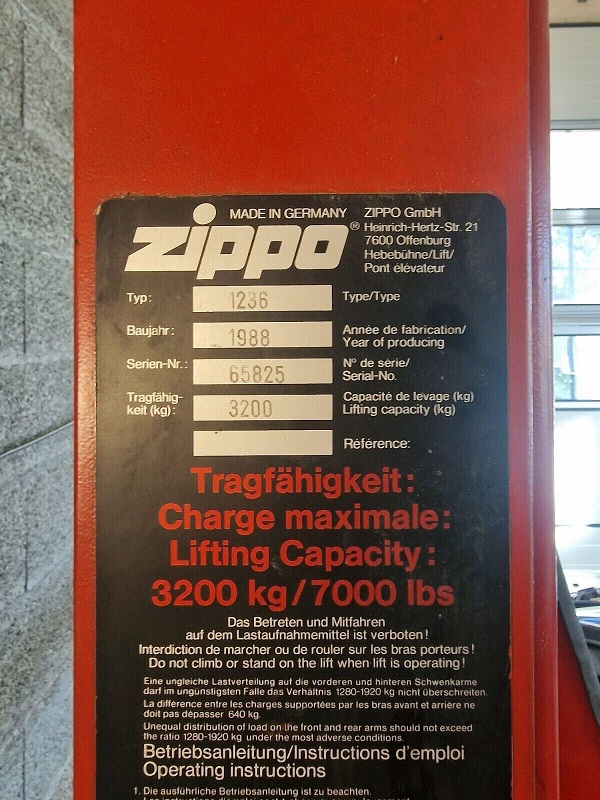 MADE IN GERMANY
zippo®
ZIPPO GmbH
Heinrich-Hertz-Str. 21
7600 Offenburg
Hebebühne/Lift/
Pont élévateur
Typ: 1236 Type/Type
Baujahr: 1988 Année de fabrication/
Year of producing
Serien-Nr.: 65825 N° de série/
Serial-No.
Tragfähig-
keit (kg): 3200 Capacité de levage (kg)
Lifting capacity (kg)
Référence:
Tragfähigkeit:
Charge maximale:
Lifting Capacity:
3200 kg/7000 lbs
Das Betreten und Mitfahren
auf dem Lastaufnahmemittel ist verboten!
Interdiction de marcher ou de rouler sur les bras porteurs!
Do not climb or stand on the lift when lift is operating!
Eine ungleiche Lastverteilung auf die vorderen und hinteren Schwenkarme
darf im ungünstigsten Falle das Verhältnis 1280-1920 kg nicht überschreiten.
La différence entre les charges supportées par les bras avant et arrière ne
doit pas dépasser 640 kg.
Unequal distribution of load on the front and rear arms should not exceed
the ratio 1280-1920 kg under the most adverse conditions.
Betriebsanleitung/Instructions d'emploi
Operating instructions
1. Die ausführliche Betriebsanleitung ist zu beachten.